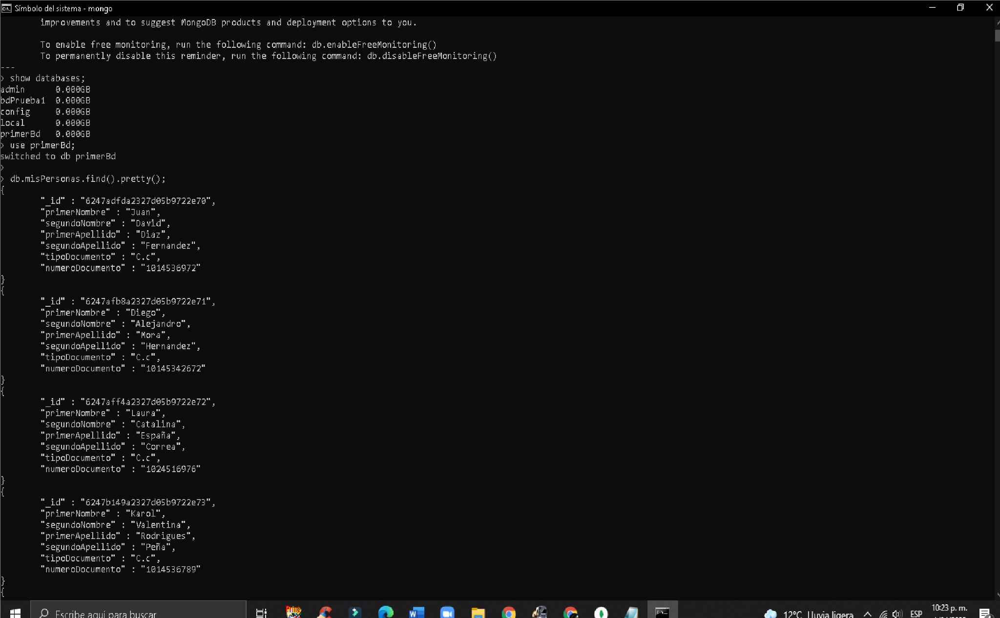 Símbolo del sistema - mongo
improvements and to suggest MongoDB products and deployment options to you.
To enable free monitoring, run the following command: db.enableFreeMonitoring()
To permanently disable this reminder, run the following command: db.disableFreeMonitoring()
---
> show databases;
admin      0.000GB
bdPrueba1  0.000GB
config     0.000GB
local      0.000GB
primerBd   0.000GB
> use primerBd;
switched to db primerBd
>
> db.misPersonas.find().pretty();
{
"_id" : "6247adfda2327d05b9722e70",
"primerNombre" : "Juan",
"segundoNombre" : "David",
"primerApellido" : "Diaz",
"segundoApellido" : "Fernandez",
"tipoDocumento" : "C.c",
"numeroDocumento" : "1014536972"
}
{
"_id" : "6247afb8a2327d05b9722e71",
"primerNombre" : "Diego",
"segundoNombre" : "Alejandro",
"primerApellido" : "Mora",
"segundoApellido" : "Hernandez",
"tipoDocumento" : "C.c",
"numeroDocumento" : "10145342672"
}
{
"_id" : "6247aff4a2327d05b9722e72",
"primerNombre" : "Laura",
"segundoNombre" : "Catalina",
"primerApellido" : "España",
"segundoApellido" : "Correa",
"tipoDocumento" : "C.c",
"numeroDocumento" : "1024516976"
}
{
"_id" : "6247b149a2327d05b9722e73",
"primerNombre" : "Karol",
"segundoNombre" : "Valentina",
"primerApellido" : "Rodrigues",
"segundoApellido" : "Peña",
"tipoDocumento" : "C.c",
"numeroDocumento" : "1014536789"
}
{
Escribe aquí para buscar
12°C Lluvia ligera
ESP
10:23 p. m.